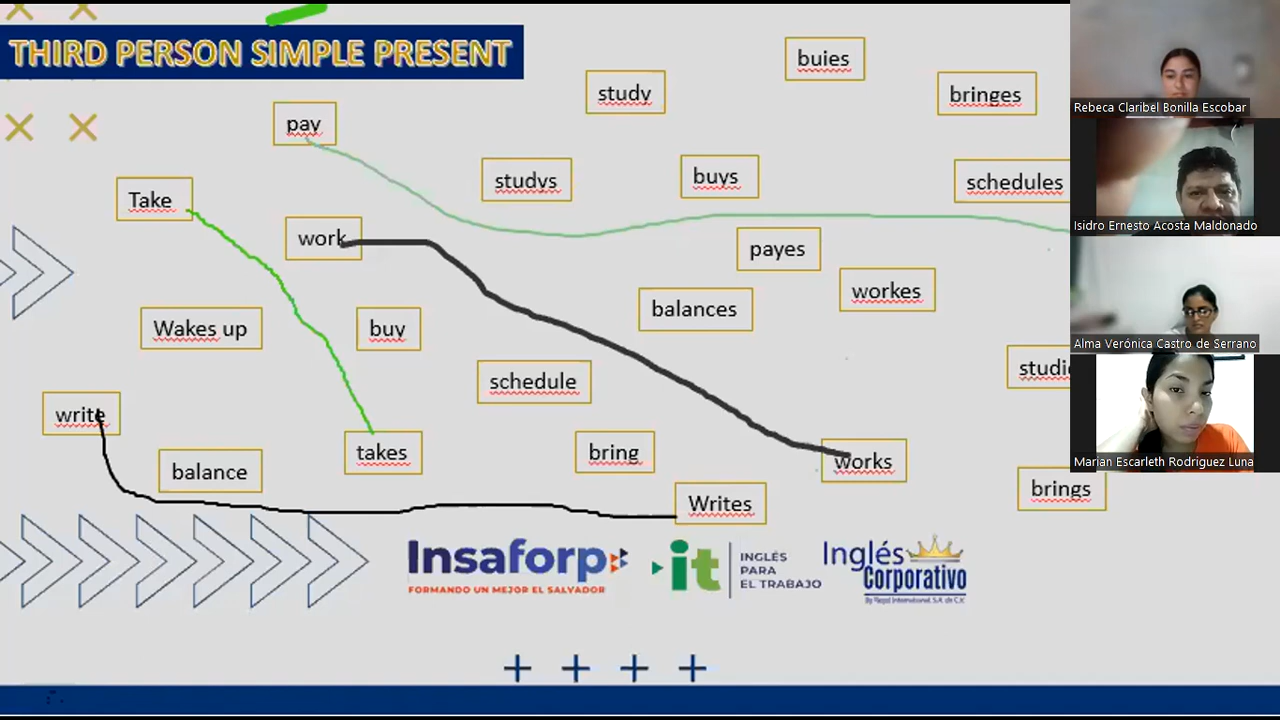 THIRD PERSON SIMPLE PRESENT
buies
study
bringes
pay
studys
buys
schedules
Take
work
payes
workes
balances
Wakes up
buy
schedule
write
takes
bring
works
balance
Writes
brings
Insaforp
FORMANDO UN MEJOR EL SALVADOR
it
INGLÉS
PARA
EL TRABAJO
Inglés
Corporativo
Rebeca Claribel Bonilla Escobar
Isidro Ernesto Acosta Maldonado
Alma Verónica Castro de Serrano
Marian Escarleth Rodriguez Luna